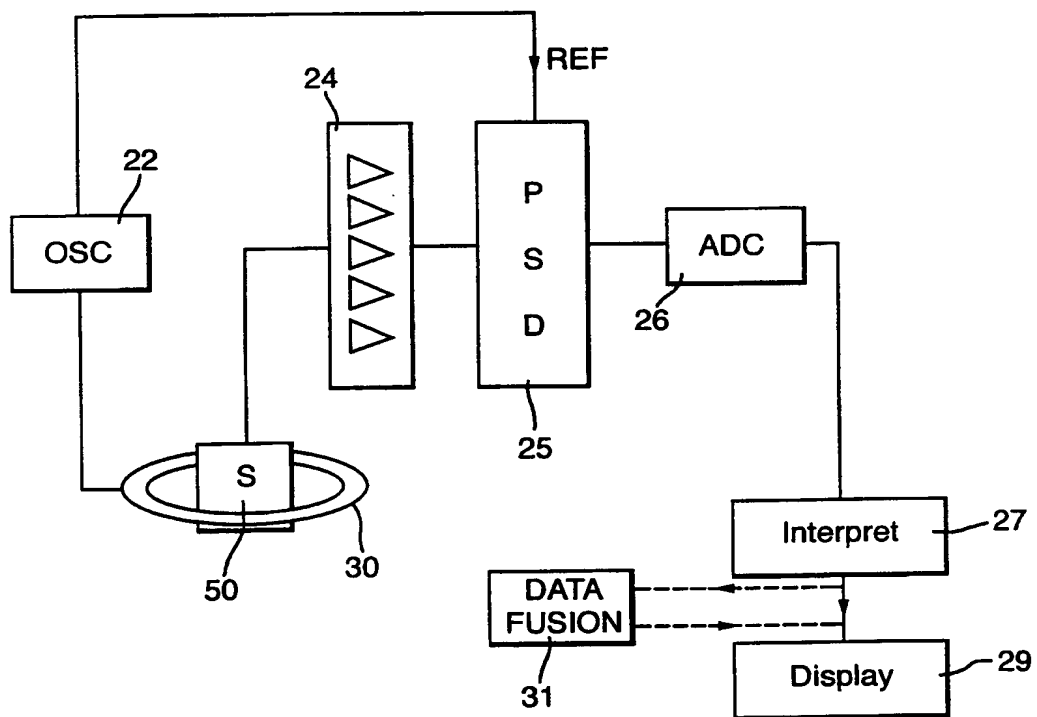 REF
24
22
OSC
P
S
D
ADC
26
25
S
50
30
Interpret
27
DATA
FUSION
31
Display
29